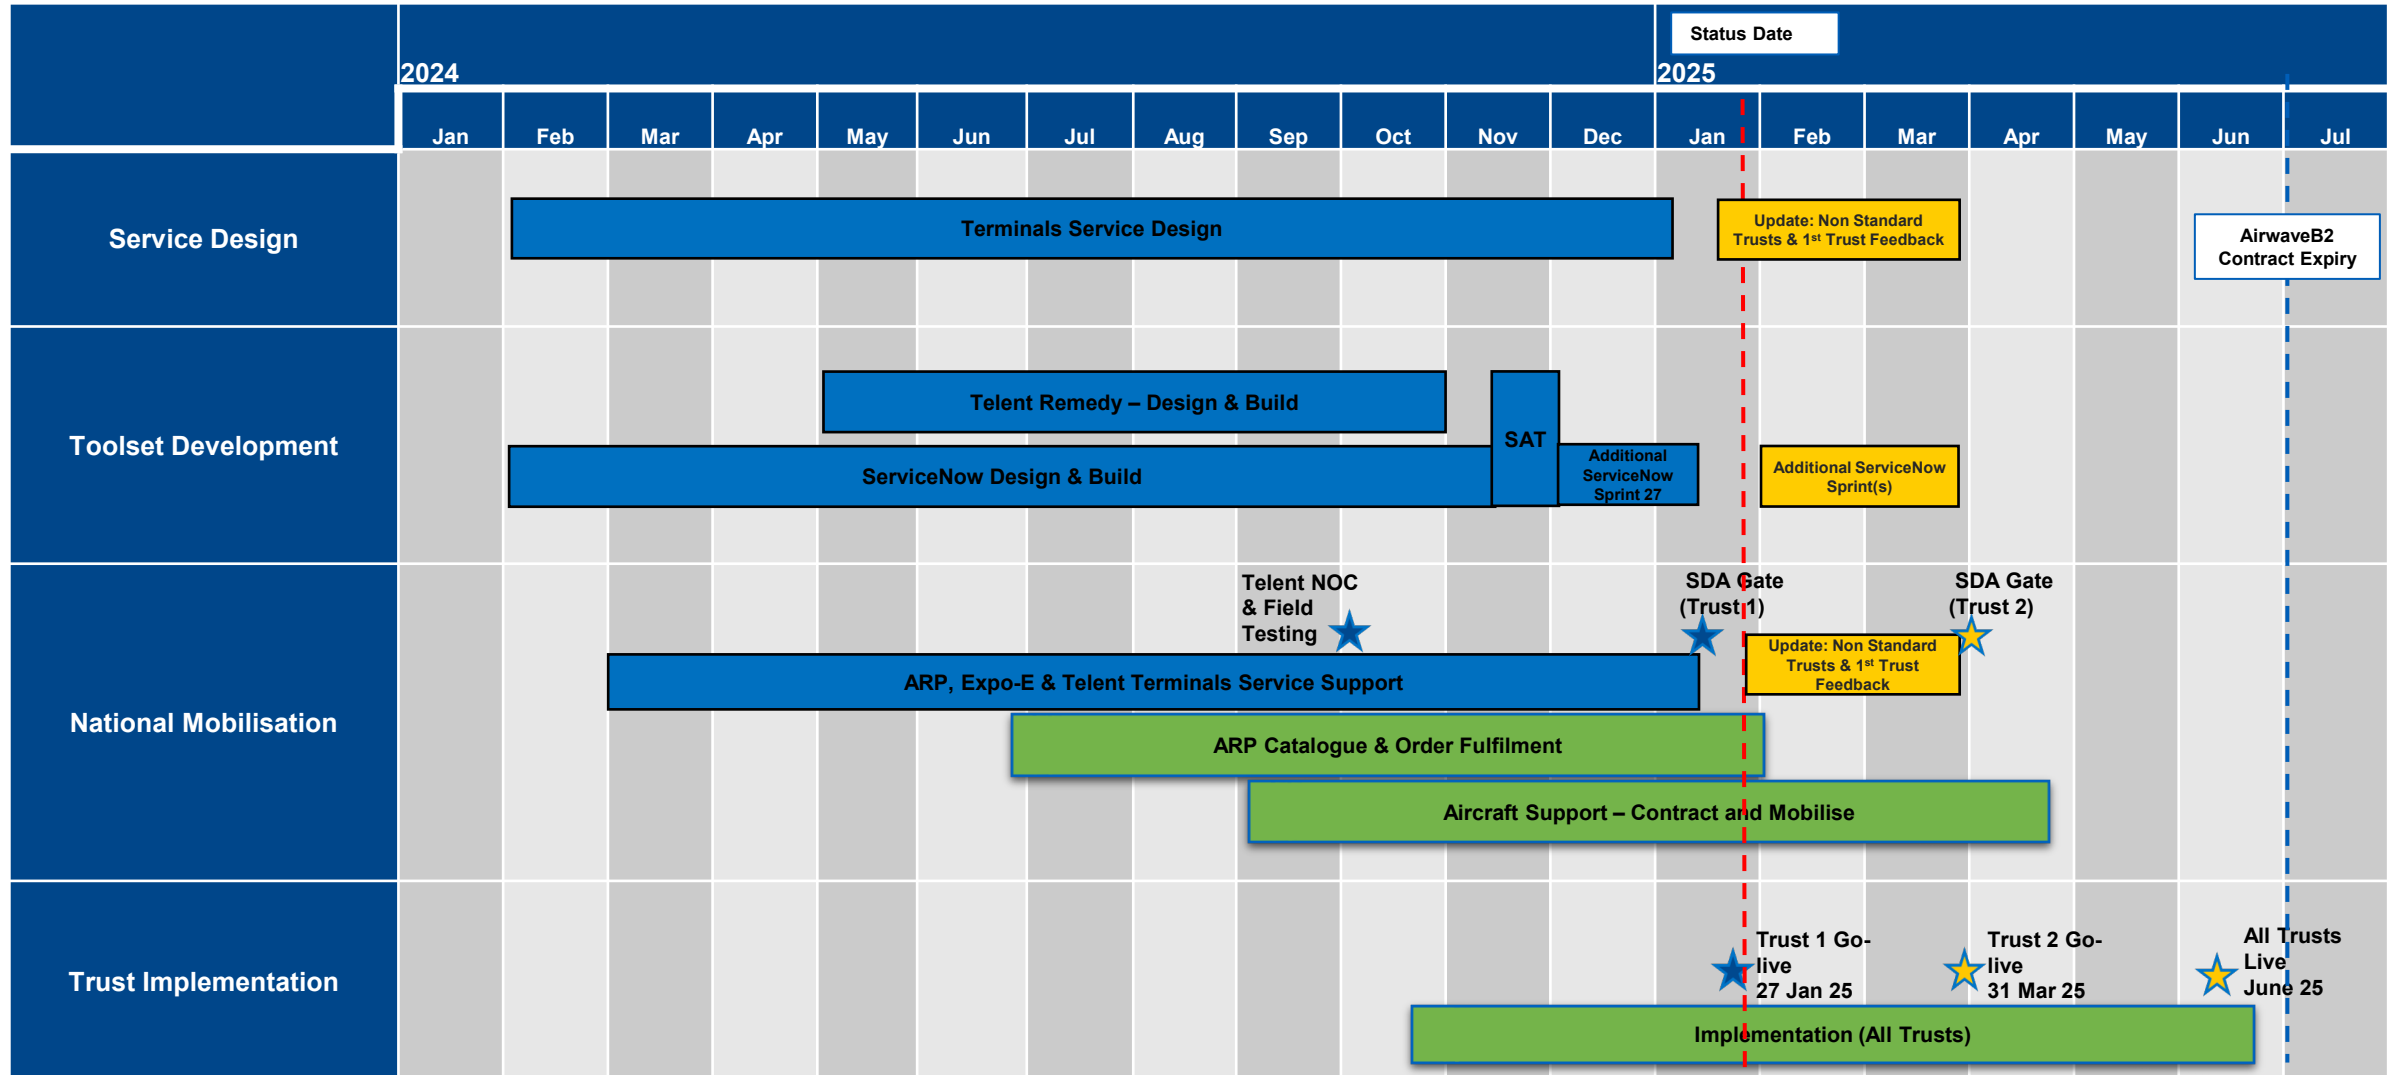 Status Date
2024
2025
Jan
Feb
Mar
Apr
May
Jun
Jul
Aug
Sep
Oct
Nov
Dec
Jan
Feb
Mar
Apr
May
Jun
Jul
Service Design
Terminals Service Design
Update: Non Standard
Trusts & 1st Trust Feedback
AirwaveB2
Contract Expiry
Toolset Development
Telent Remedy – Design & Build
SAT
ServiceNow Design & Build
Additional
ServiceNow
Sprint 27
Additional ServiceNow
Sprint(s)
National Mobilisation
Telent NOC
& Field
Testing
SDA Gate
(Trust 1)
SDA Gate
(Trust 2)
Update: Non Standard
Trusts & 1st Trust
Feedback
ARP, Expo-E & Telent Terminals Service Support
ARP Catalogue & Order Fulfilment
Aircraft Support – Contract and Mobilise
Trust Implementation
Trust 1 Go-
live
27 Jan 25
Trust 2 Go-
live
31 Mar 25
All Trusts
Live
June 25
Implementation (All Trusts)